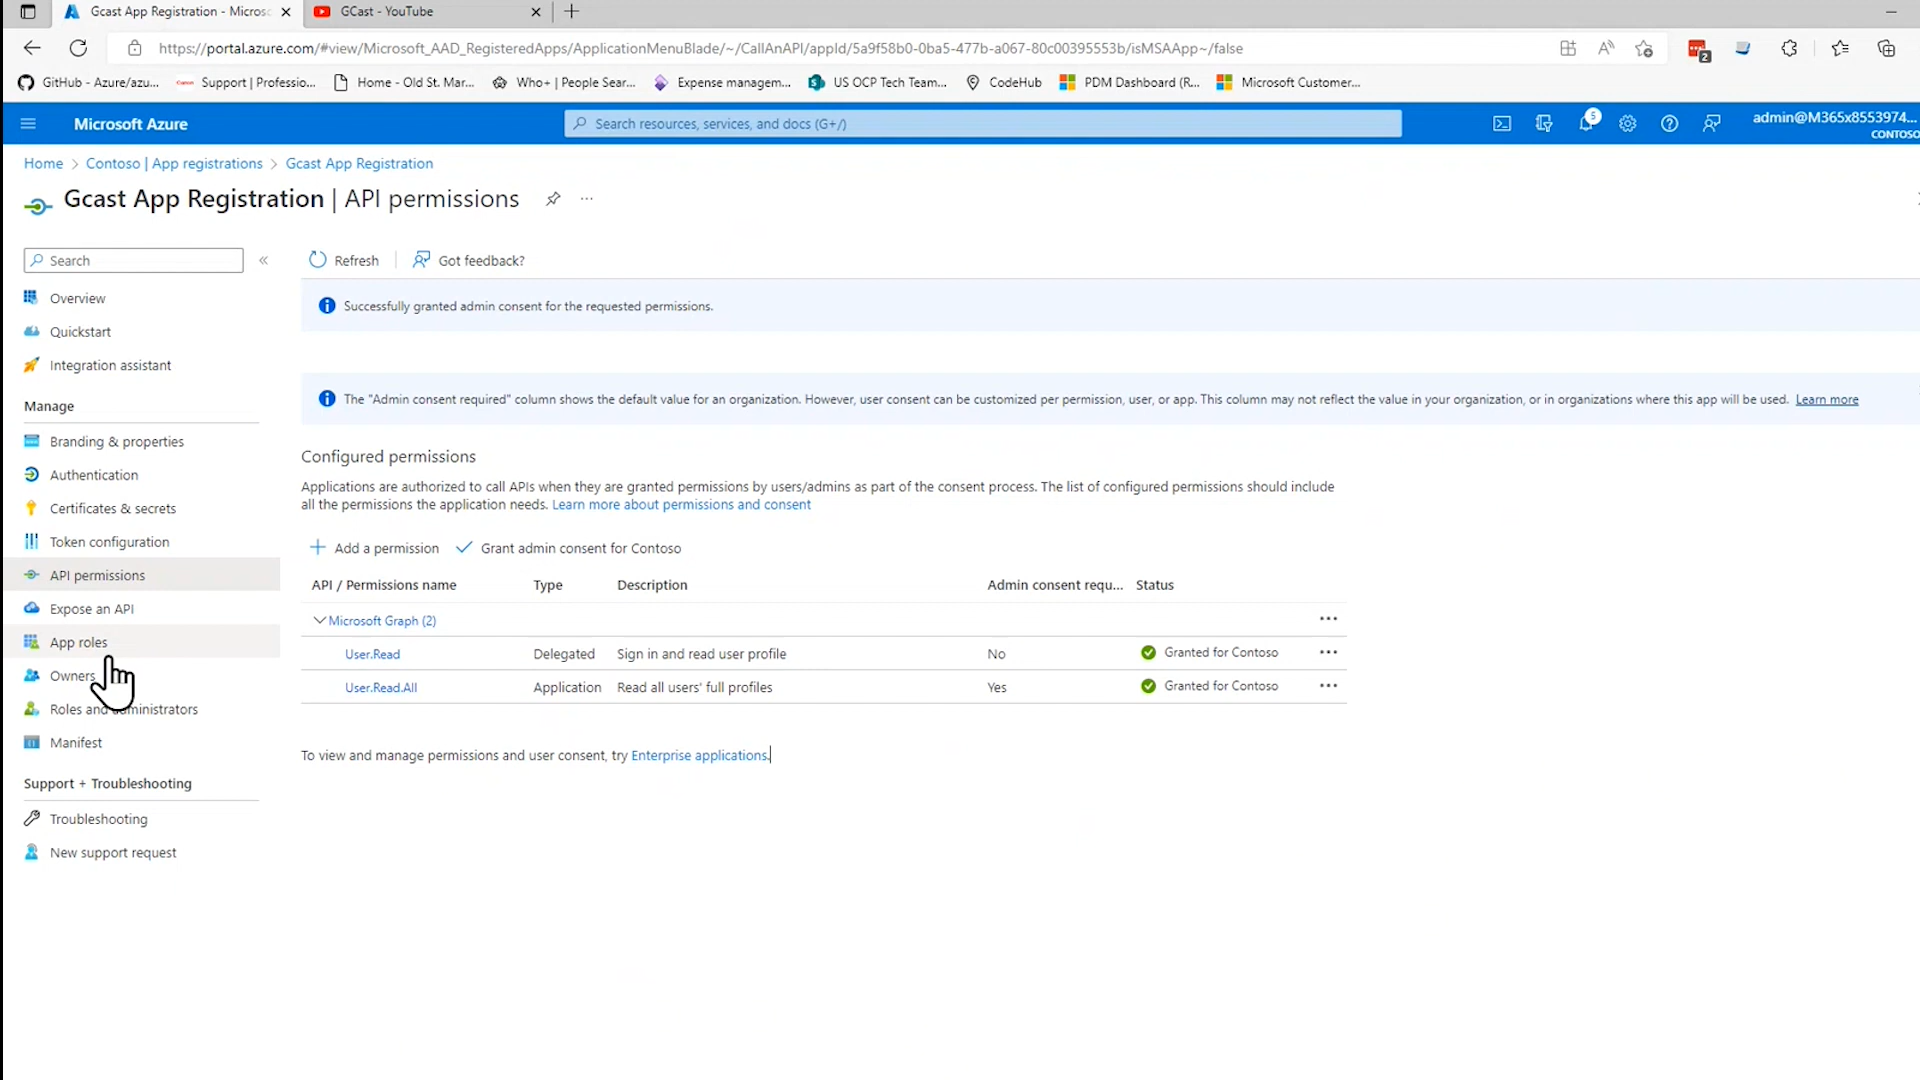 Gcast App Registration - Microso
GCast - YouTube
https://portal.azure.com/#view/Microsoft_AAD_RegisteredApps/ApplicationMenuBlade/~/CallAnAPI/appId/5a9f58b0-0ba5-477b-a067-80c00395553b/isMSAApp~/false
2
GitHub - Azure/azu...
Support | Professio...
Home - Old St. Mar...
Who+ | People Sear...
Expense managem...
US OCP Tech Team...
CodeHub
PDM Dashboard (R...
Microsoft Customer...
Microsoft Azure
Search resources, services, and docs (G+/)
5
admin@M365x8553974...
CONTOSO
Home > Contoso | App registrations > Gcast App Registration
Gcast App Registration | API permissions
Search
Overview
Quickstart
Integration assistant
Manage
Branding & properties
Authentication
Certificates & secrets
Token configuration
API permissions
Expose an API
App roles
Owners
Roles and administrators
Manifest
Support + Troubleshooting
Troubleshooting
New support request
Refresh
Got feedback?
Successfully granted admin consent for the requested permissions.
The "Admin consent required" column shows the default value for an organization. However, user consent can be customized per permission, user, or app. This column may not reflect the value in your organization, or in organizations where this app will be used. Learn more
Configured permissions
Applications are authorized to call APIs when they are granted permissions by users/admins as part of the consent process. The list of configured permissions should include
all the permissions the application needs. Learn more about permissions and consent
Add a permission
Grant admin consent for Contoso
API / Permissions name Type Description Admin consent requ... Status
Microsoft Graph (2)
User.Read Delegated Sign in and read user profile No Granted for Contoso
User.Read.All Application Read all users' full profiles Yes Granted for Contoso
To view and manage permissions and user consent, try Enterprise applications.